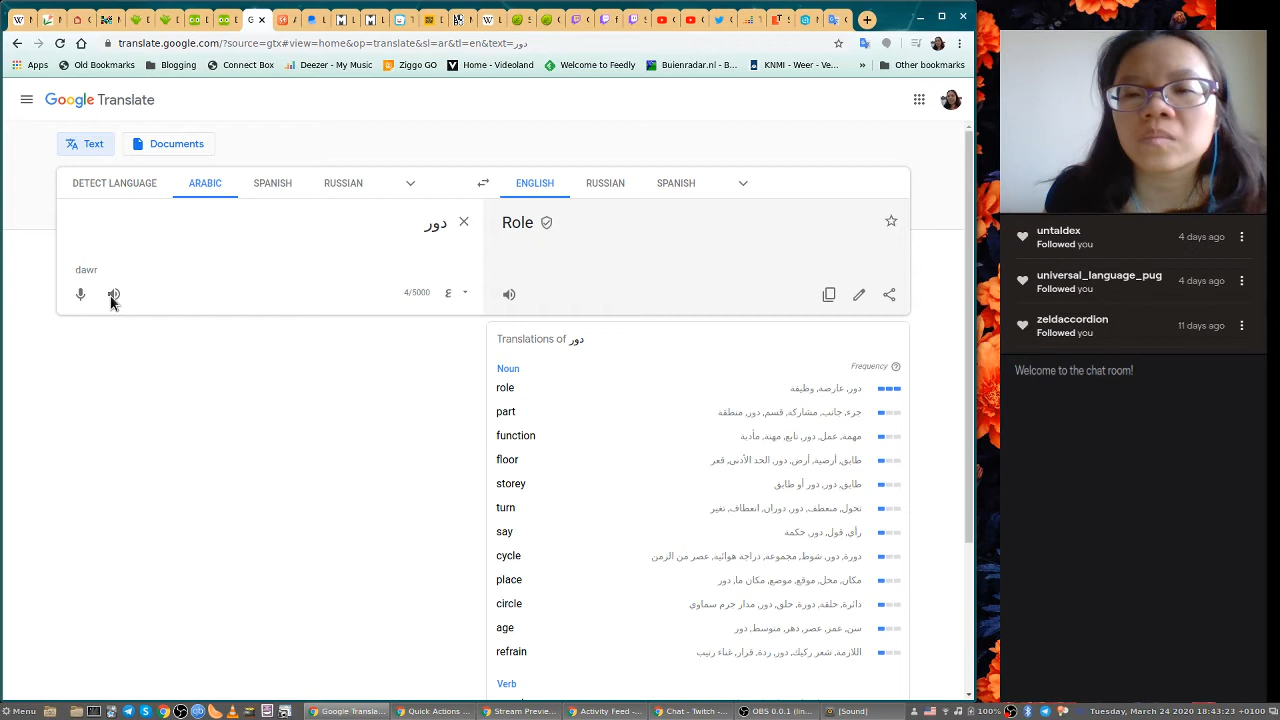 translate.google.com/?source=gbr#view=home&op=translate&sl=ar&tl=en&text=دور
Apps
Old Bookmarks
Blogging
Connect Box
Deezer - My Music
Ziggo GO
Home - Videoland
Welcome to Feedly
Buienradar.nl - B...
KNMI - Weer - Ve...
Other bookmarks
Google Translate
Text
Documents
DETECT LANGUAGE
ARABIC
SPANISH
RUSSIAN
ENGLISH
RUSSIAN
SPANISH
دور
dawr
4/5000
Role
Translations of دور
Noun
Frequency
role دور, عارضة, وظيفة
part جزء, جانب, مشاركة, قسم, دور, منطقة
function مهمة, عمل, دور, تابع, مهنة, مأدبة
floor طابق, أرضية, أرض, دور, الحد الأدنى, قعر
storey طابق, دور, دور أو طابق
turn تحول, منعطف, دور, دوران, انعطاف, تغير
say رأي, قول, دور, حكمة
cycle دورة, دور, شوط, مجموعة, دراجة هوائية, عصر من الزمن
place مكان, محل, موقع, موضع, مكان ما, دور
circle دائرة, حلقة, دورة, خلق, دور, مدار جرم سماوي
age سن, عمر, عصر, دهر, متوسط, دور
refrain اللازمة, شعر ركيك, دور, ردة, قرار, غناء رتيب
Verb
untaldex
Followed you
4 days ago
universal_language_pug
Followed you
4 days ago
zeldaccordion
Followed you
11 days ago
Welcome to the chat room!
Menu
Google Transla...
Quick Actions ...
Stream Previe...
Activity Feed -...
Chat - Twitch -...
OBS 0.0.1 (lin...
[Sound]
100%
Tuesday, March 24 2020, 18:43:23 +0100